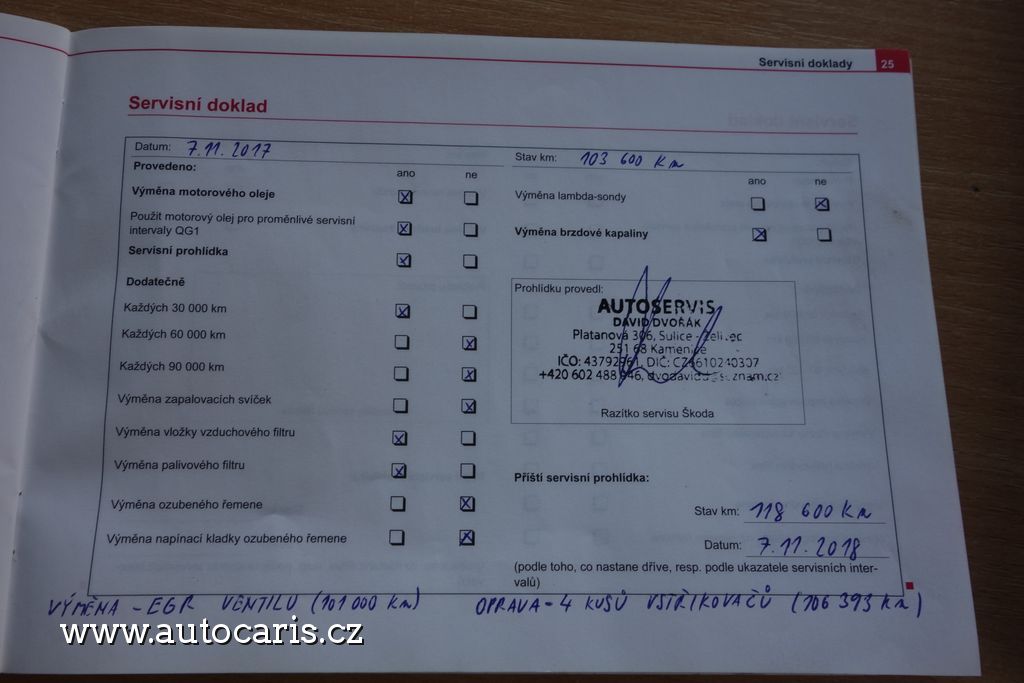 Servisní doklady 25
Servisní doklad
Datum: 7.11.2017
Stav km: 103 600 Km
Provedeno:
ano ne
Výměna motorového oleje
Použit motorový olej pro proměnlivé servisní
intervaly QG1
Servisní prohlídka
Dodatečně
Každých 30 000 km
Každých 60 000 km
Každých 90 000 km
Výměna zapalovacích svíček
Výměna vložky vzduchového filtru
Výměna palivového filtru
Výměna ozubeného řemene
Výměna napínací kladky ozubeného řemene
ano ne
Výměna lambda-sondy
Výměna brzdové kapaliny
Prohlídku provedl:
AUTOSERVIS
DAVID DVOŘÁK
Platanová 306, Sulice -
251 68 Kamenice
IČO: 43792961, DIČ: CZ5610240307
+420 602 488
Razítko servisu Škoda
Příští servisní prohlídka:
Stav km: 118 600 Km
Datum: 7.11.2018
(podle toho, co nastane dříve, resp. podle ukazatele servisních inter-
valů)
VÝMĚNA - EGR VENTILU (101 000 Km)
OPRAVA - 4 KUSŮ VSTŘIKOVAČŮ (106 393 Km)
www.autocaris.cz